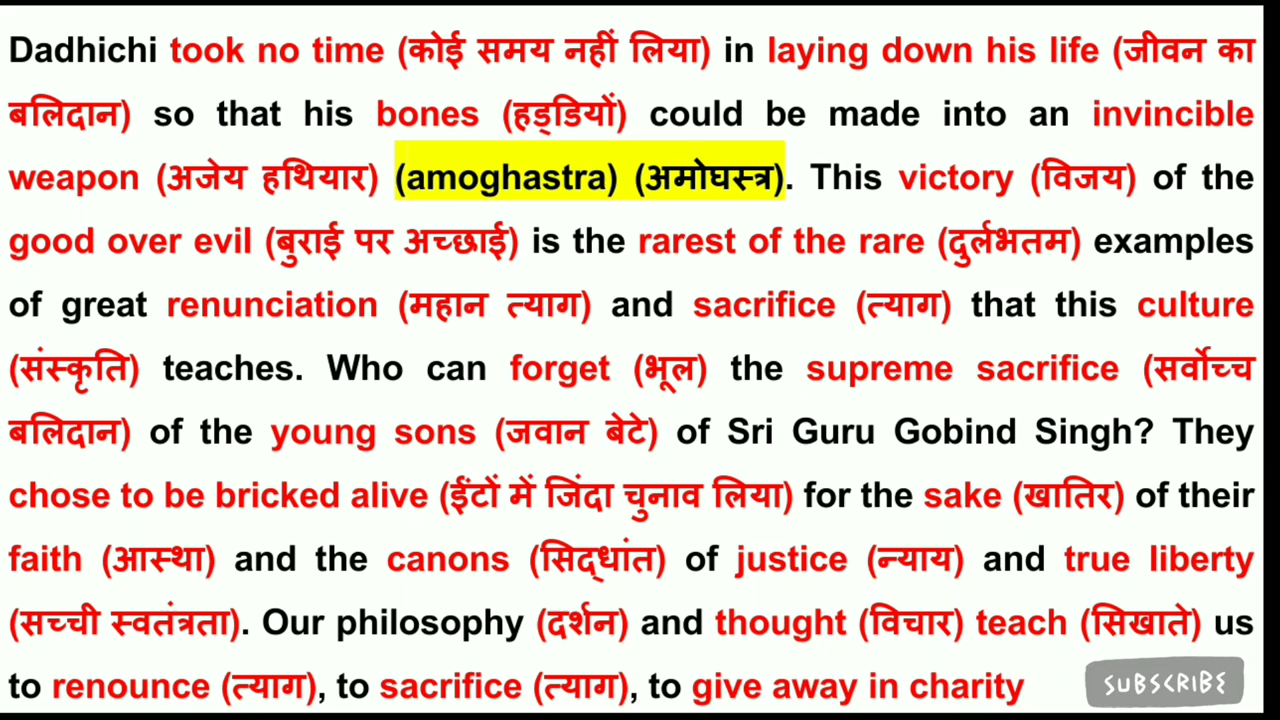 Dadhichi took no time (कोई समय नहीं लिया) in laying down his life (जीवन का
बलिदान) so that his bones (हड्डियों) could be made into an invincible
weapon (अजेय हथियार) (amoghastra) (अमोघस्त्र). This victory (विजय) of the
good over evil (बुराई पर अच्छाई) is the rarest of the rare (दुर्लभतम) examples
of great renunciation (महान त्याग) and sacrifice (त्याग) that this culture
(संस्कृति) teaches. Who can forget (भूल) the supreme sacrifice (सर्वोच्च
बलिदान) of the young sons (जवान बेटे) of Sri Guru Gobind Singh? They
chose to be bricked alive (ईंटों में जिंदा चुनाव लिया) for the sake (खातिर) of their
faith (आस्था) and the canons (सिद्धांत) of justice (न्याय) and true liberty
(सच्ची स्वतंत्रता). Our philosophy (दर्शन) and thought (विचार) teach (सिखाते) us
to renounce (त्याग), to sacrifice (त्याग), to give away in charity
SUBSCRIBE